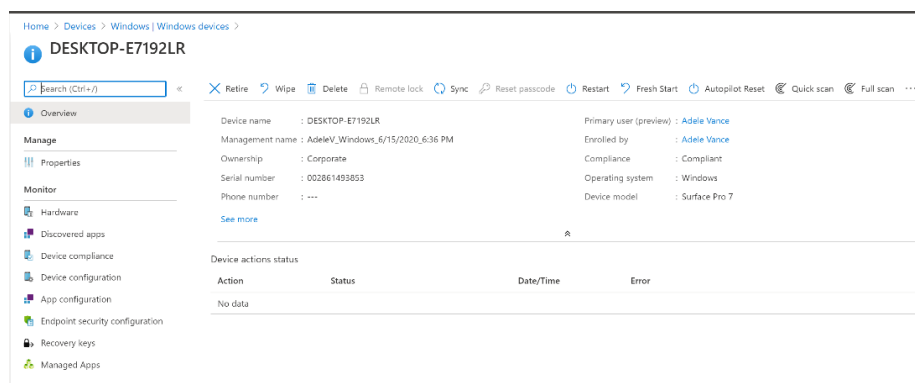 Home > Devices > Windows | Windows devices >
DESKTOP-E7192LR
Search (Ctrl+/)
«
Retire Wipe Delete Remote lock Sync Reset passcode Restart Fresh Start Autopilot Reset Quick scan Full scan ...
Overview
Manage
Properties
Monitor
Hardware
Discovered apps
Device compliance
Device configuration
App configuration
Endpoint security configuration
Recovery keys
Managed Apps
Device name : DESKTOP-E7192LR
Management name : AdeleV_Windows_6/15/2020_6:36 PM
Ownership : Corporate
Serial number : 002861493853
Phone number : ---
See more
Primary user (preview) : Adele Vance
Enrolled by : Adele Vance
Compliance : Compliant
Operating system : Windows
Device model : Surface Pro 7
Device actions status
Action Status Date/Time Error
No data